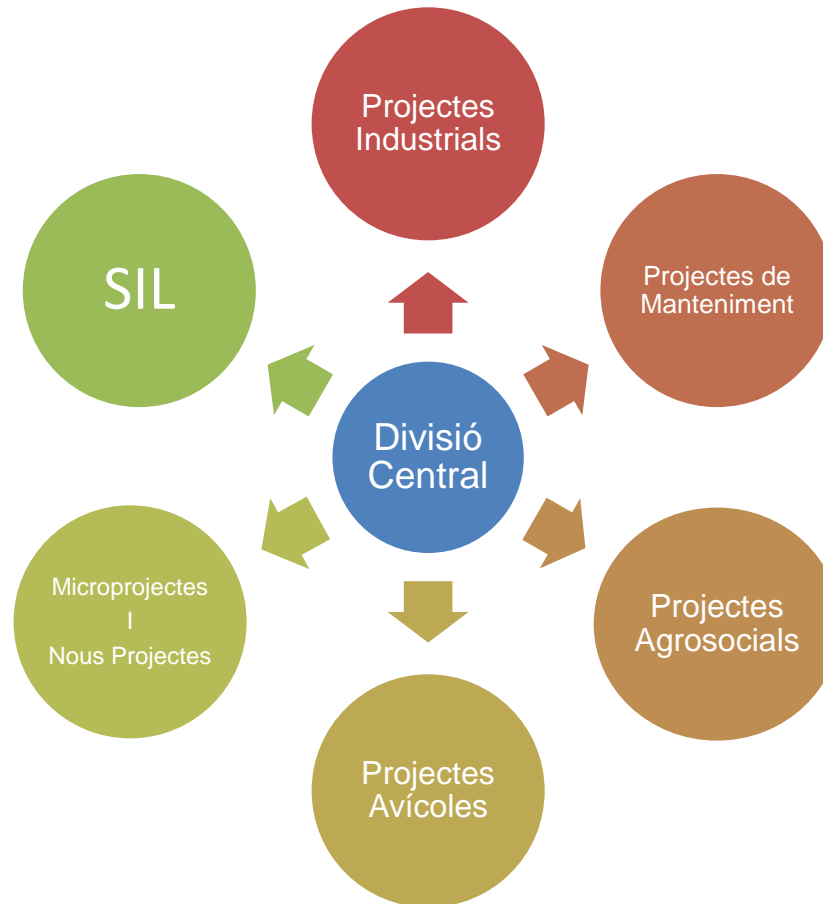 Projectes
Industrials
SIL
Projectes de
Manteniment
Divisió
Central
Microprojectes
I
Nous Projectes
Projectes
Agrosocials
Projectes
Avícoles